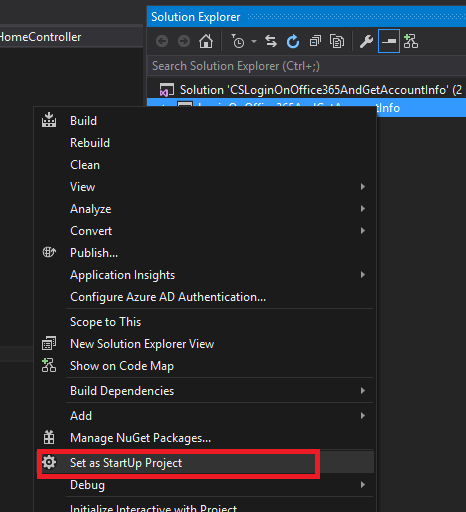 HomeController
Solution Explorer
Search Solution Explorer (Ctrl+;)
Solution 'CSLoginOnOffice365AndGetAccountInfo' (2
LoginOnOffice365AndGetAccountInfo
Build
Rebuild
Clean
View
Analyze
Convert
Publish...
Application Insights
Configure Azure AD Authentication...
Scope to This
New Solution Explorer View
Show on Code Map
Build Dependencies
Add
Manage NuGet Packages...
Set as StartUp Project
Debug
Initialize Interactive with Project